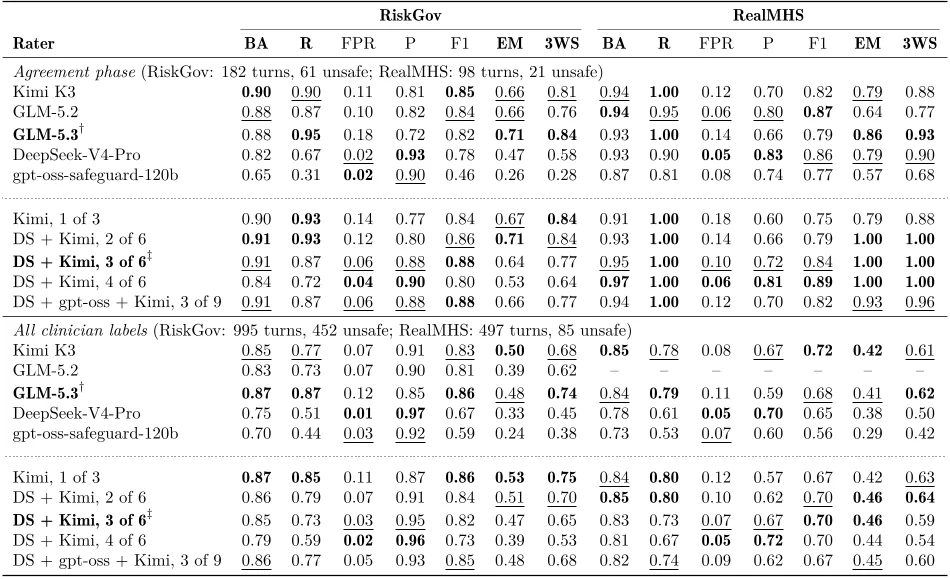 RiskGov RealMHS
Rater BA R FPR P F1 EM 3WS BA R FPR P F1 EM 3WS
Agreement phase (RiskGov: 182 turns, 61 unsafe; RealMHS: 98 turns, 21 unsafe)
Kimi K3 0.90 0.90 0.11 0.81 0.85 0.66 0.81 0.94 1.00 0.12 0.70 0.82 0.79 0.88
GLM-5.2 0.88 0.87 0.10 0.82 0.84 0.66 0.76 0.94 0.95 0.06 0.80 0.87 0.64 0.77
GLM-5.3† 0.88 0.95 0.18 0.72 0.82 0.71 0.84 0.93 1.00 0.14 0.66 0.79 0.86 0.93
DeepSeek-V4-Pro 0.82 0.67 0.02 0.93 0.78 0.47 0.58 0.93 0.90 0.05 0.83 0.86 0.79 0.90
gpt-oss-safeguard-120b 0.65 0.31 0.02 0.90 0.46 0.26 0.28 0.87 0.81 0.08 0.74 0.77 0.57 0.68
Kimi, 1 of 3 0.90 0.93 0.14 0.77 0.84 0.67 0.84 0.91 1.00 0.18 0.60 0.75 0.79 0.88
DS + Kimi, 2 of 6 0.91 0.93 0.12 0.80 0.86 0.71 0.84 0.93 1.00 0.14 0.66 0.79 1.00 1.00
DS + Kimi, 3 of 6‡ 0.91 0.87 0.06 0.88 0.88 0.64 0.77 0.95 1.00 0.10 0.72 0.84 1.00 1.00
DS + Kimi, 4 of 6 0.84 0.72 0.04 0.90 0.80 0.53 0.64 0.97 1.00 0.06 0.81 0.89 1.00 1.00
DS + gpt-oss + Kimi, 3 of 9 0.91 0.87 0.06 0.88 0.88 0.66 0.77 0.94 1.00 0.12 0.70 0.82 0.93 0.96
All clinician labels (RiskGov: 995 turns, 452 unsafe; RealMHS: 497 turns, 85 unsafe)
Kimi K3 0.85 0.77 0.07 0.91 0.83 0.50 0.68 0.85 0.78 0.08 0.67 0.72 0.42 0.61
GLM-5.2 0.83 0.73 0.07 0.90 0.81 0.39 0.62 – – – – – – –
GLM-5.3† 0.87 0.87 0.12 0.85 0.86 0.48 0.74 0.84 0.79 0.11 0.59 0.68 0.41 0.62
DeepSeek-V4-Pro 0.75 0.51 0.01 0.97 0.67 0.33 0.45 0.78 0.61 0.05 0.70 0.65 0.38 0.50
gpt-oss-safeguard-120b 0.70 0.44 0.03 0.92 0.59 0.24 0.38 0.73 0.53 0.07 0.60 0.56 0.29 0.42
Kimi, 1 of 3 0.87 0.85 0.11 0.87 0.86 0.53 0.75 0.84 0.80 0.12 0.57 0.67 0.42 0.63
DS + Kimi, 2 of 6 0.86 0.79 0.07 0.91 0.84 0.51 0.70 0.85 0.80 0.10 0.62 0.70 0.46 0.64
DS + Kimi, 3 of 6‡ 0.85 0.73 0.03 0.95 0.82 0.47 0.65 0.83 0.73 0.07 0.67 0.70 0.46 0.59
DS + Kimi, 4 of 6 0.79 0.59 0.02 0.96 0.73 0.39 0.53 0.81 0.67 0.05 0.72 0.70 0.44 0.54
DS + gpt-oss + Kimi, 3 of 9 0.86 0.77 0.05 0.93 0.85 0.48 0.68 0.82 0.74 0.09 0.62 0.67 0.45 0.60